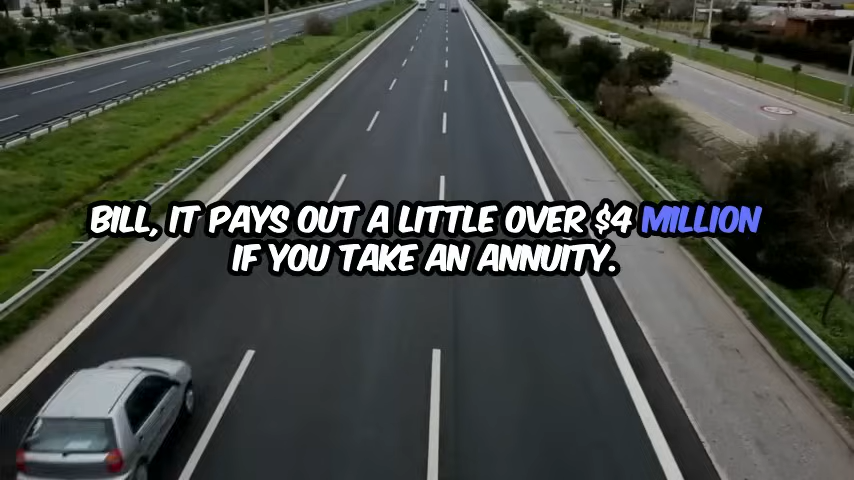 BILL, IT PAYS OUT A LITTLE OVER $4 MILLION
IF YOU TAKE AN ANNUITY.